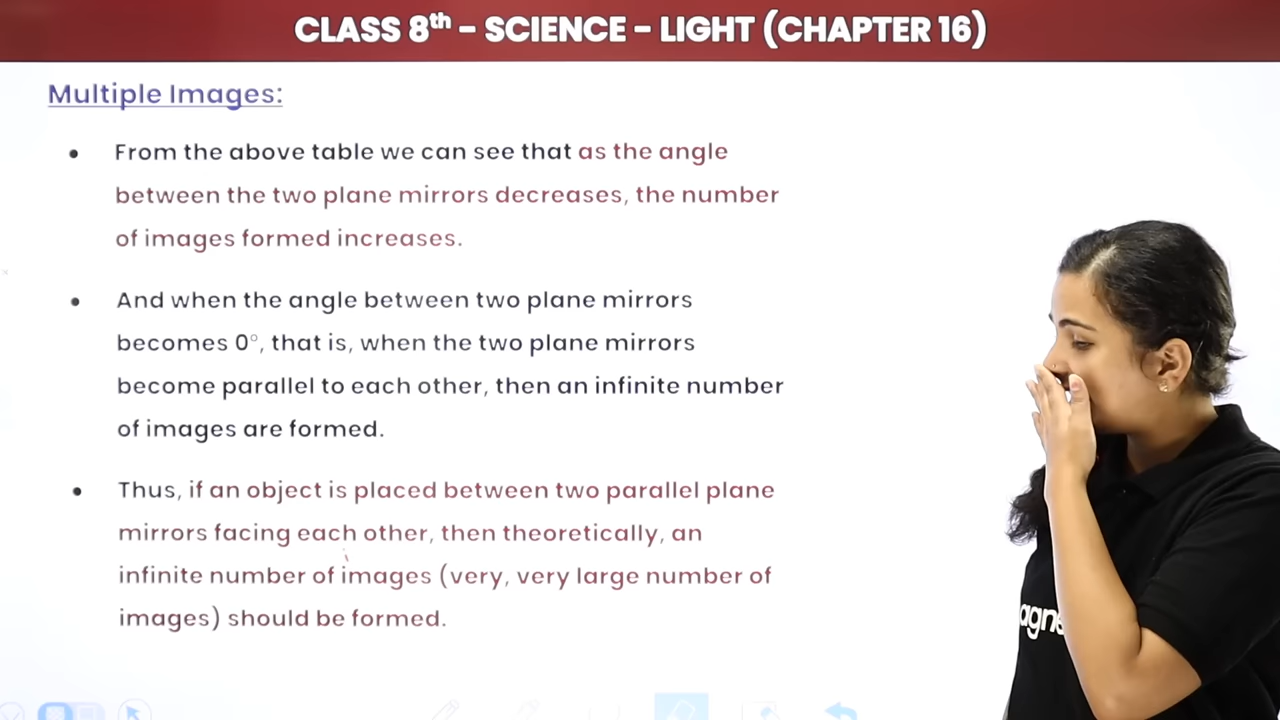 CLASS 8th - SCIENCE - LIGHT (CHAPTER 16)
Multiple Images:
• From the above table we can see that as the angle
between the two plane mirrors decreases, the number
of images formed increases.
• And when the angle between two plane mirrors
becomes 0°, that is, when the two plane mirrors
become parallel to each other, then an infinite number
of images are formed.
• Thus, if an object is placed between two parallel plane
mirrors facing each other, then theoretically, an
infinite number of images (very, very large number of
images) should be formed.